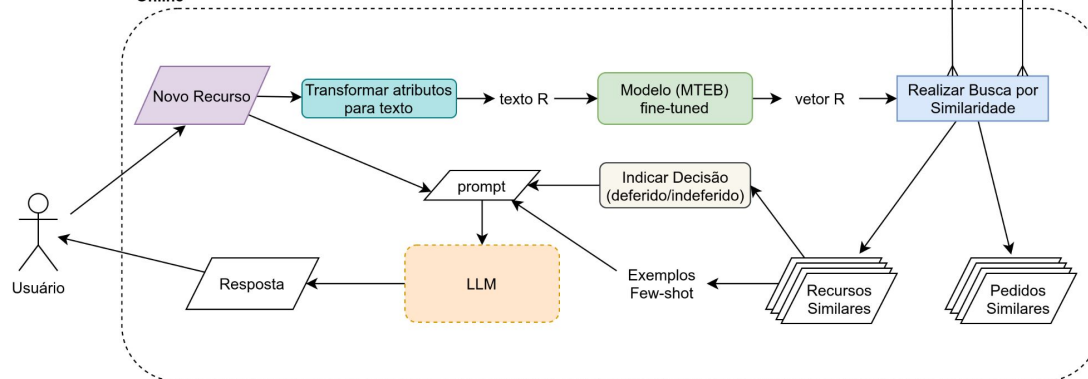 Novo Recurso
Transformar atributos
para texto
texto R
Modelo (MTEB)
fine-tuned
vetor R
Realizar Busca por
Similaridade
prompt
Indicar Decisão
(deferido/indeferido)
Usuário
Resposta
LLM
Exemplos
Few-shot
Recursos
Similares
Pedidos
Similares